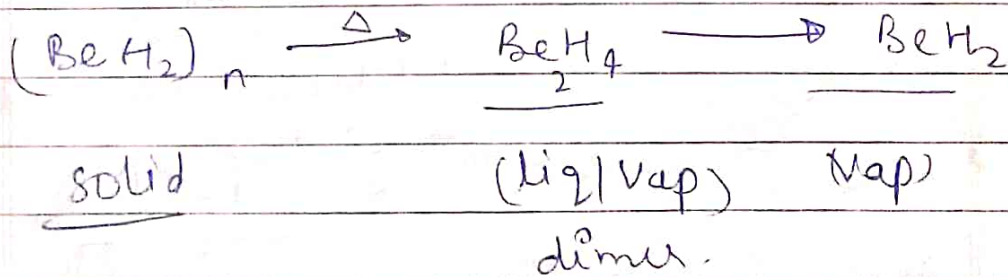 (BeH2)n —Δ→ Be2H4 ⟶ BeH2
solid (liq/vap) (Vap)
dimer.